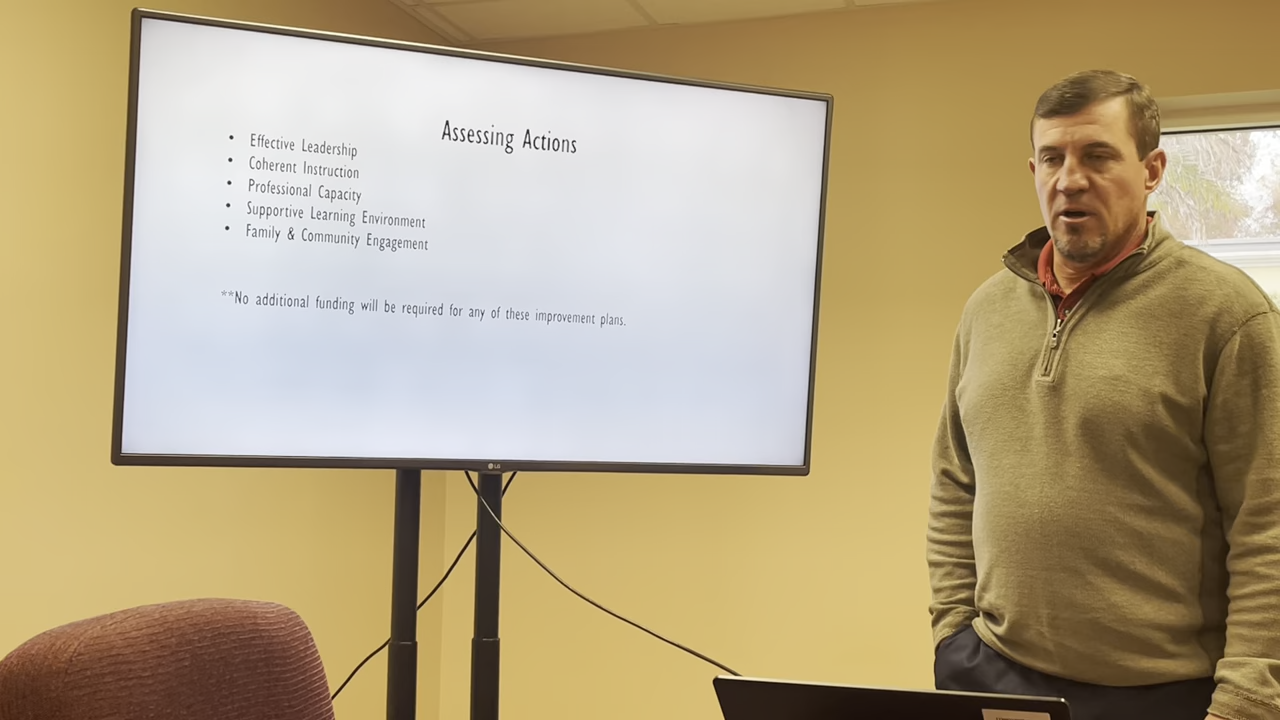 Assessing Actions
• Effective Leadership
• Coherent Instruction
• Professional Capacity
• Supportive Learning Environment
• Family & Community Engagement
**No additional funding will be required for any of these improvement plans.
LG